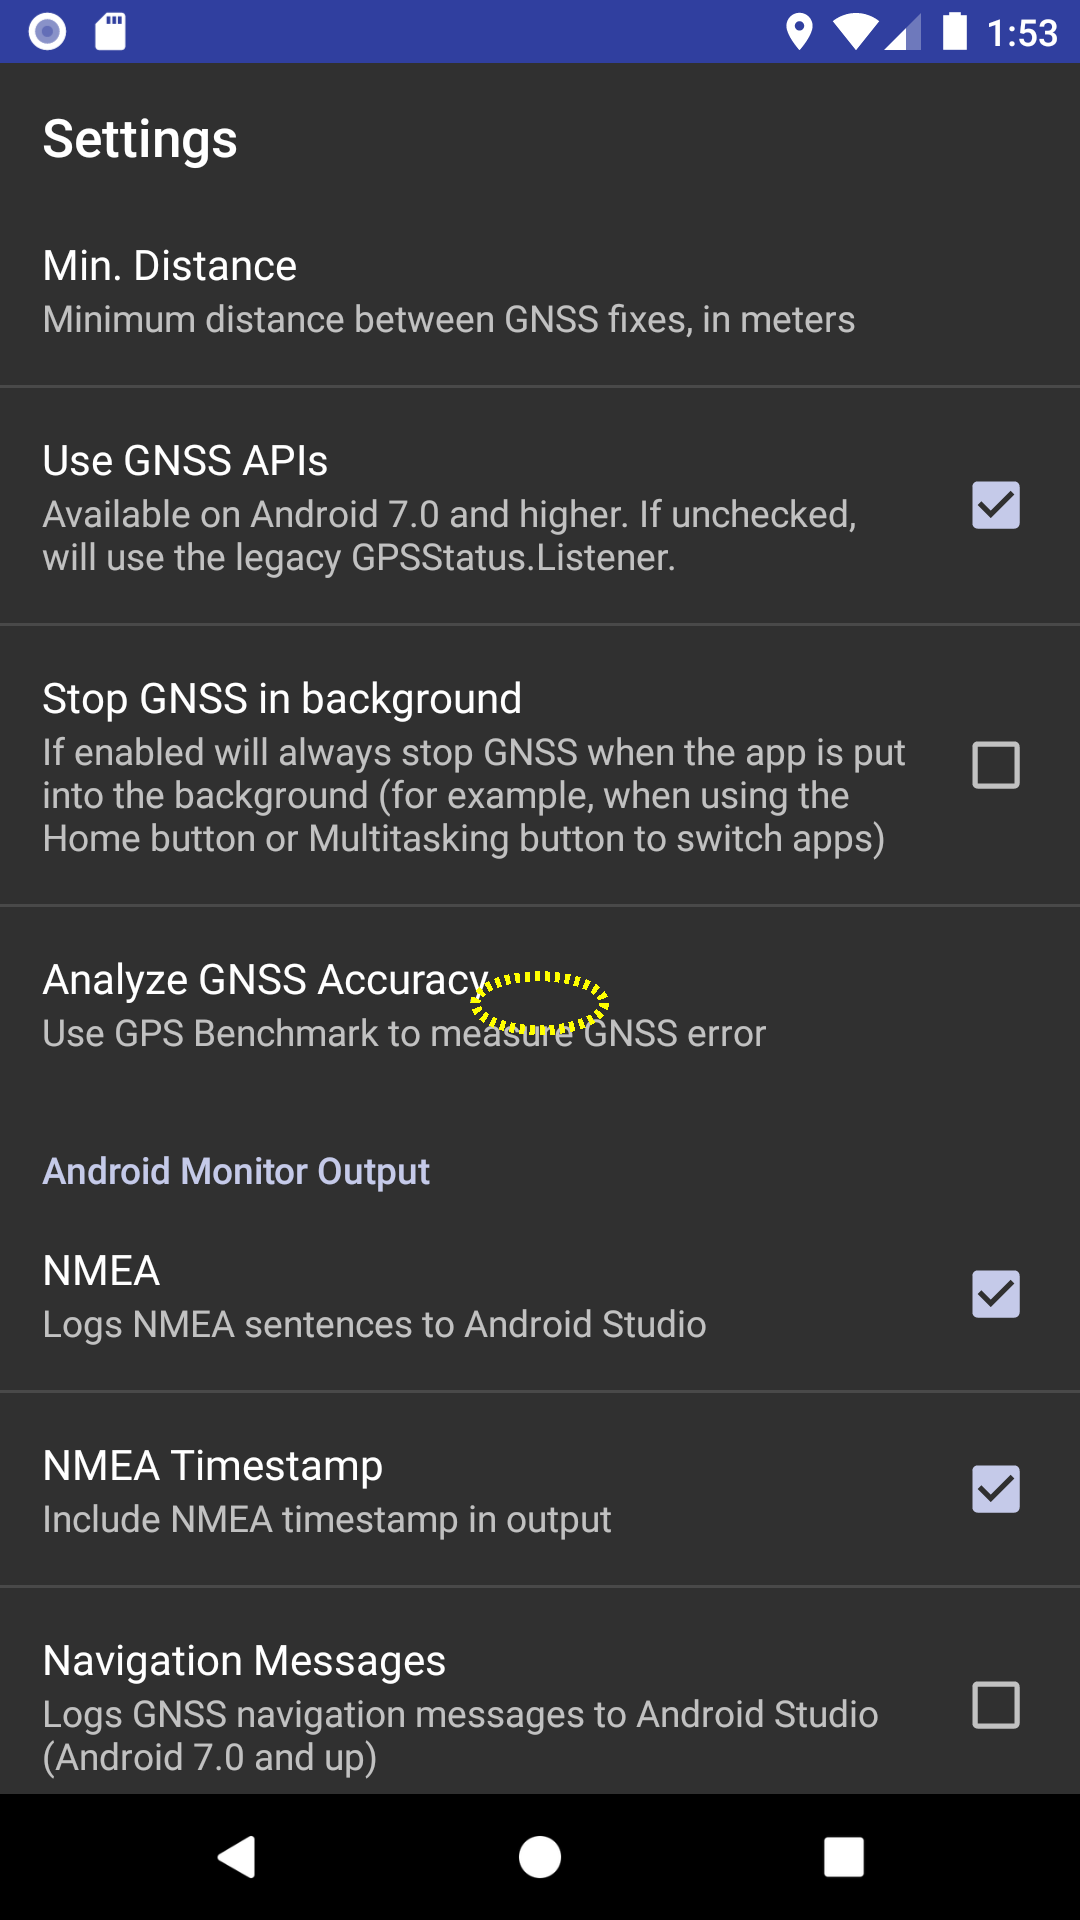 1:53
Settings
Min. Distance
Minimum distance between GNSS fixes, in meters
Use GNSS APIs
Available on Android 7.0 and higher. If unchecked,
will use the legacy GPSStatus.Listener.
Stop GNSS in background
If enabled will always stop GNSS when the app is put
into the background (for example, when using the
Home button or Multitasking button to switch apps)
Analyze GNSS Accuracy
Use GPS Benchmark to measure GNSS error
Android Monitor Output
NMEA
Logs NMEA sentences to Android Studio
NMEA Timestamp
Include NMEA timestamp in output
Navigation Messages
Logs GNSS navigation messages to Android Studio
(Android 7.0 and up)